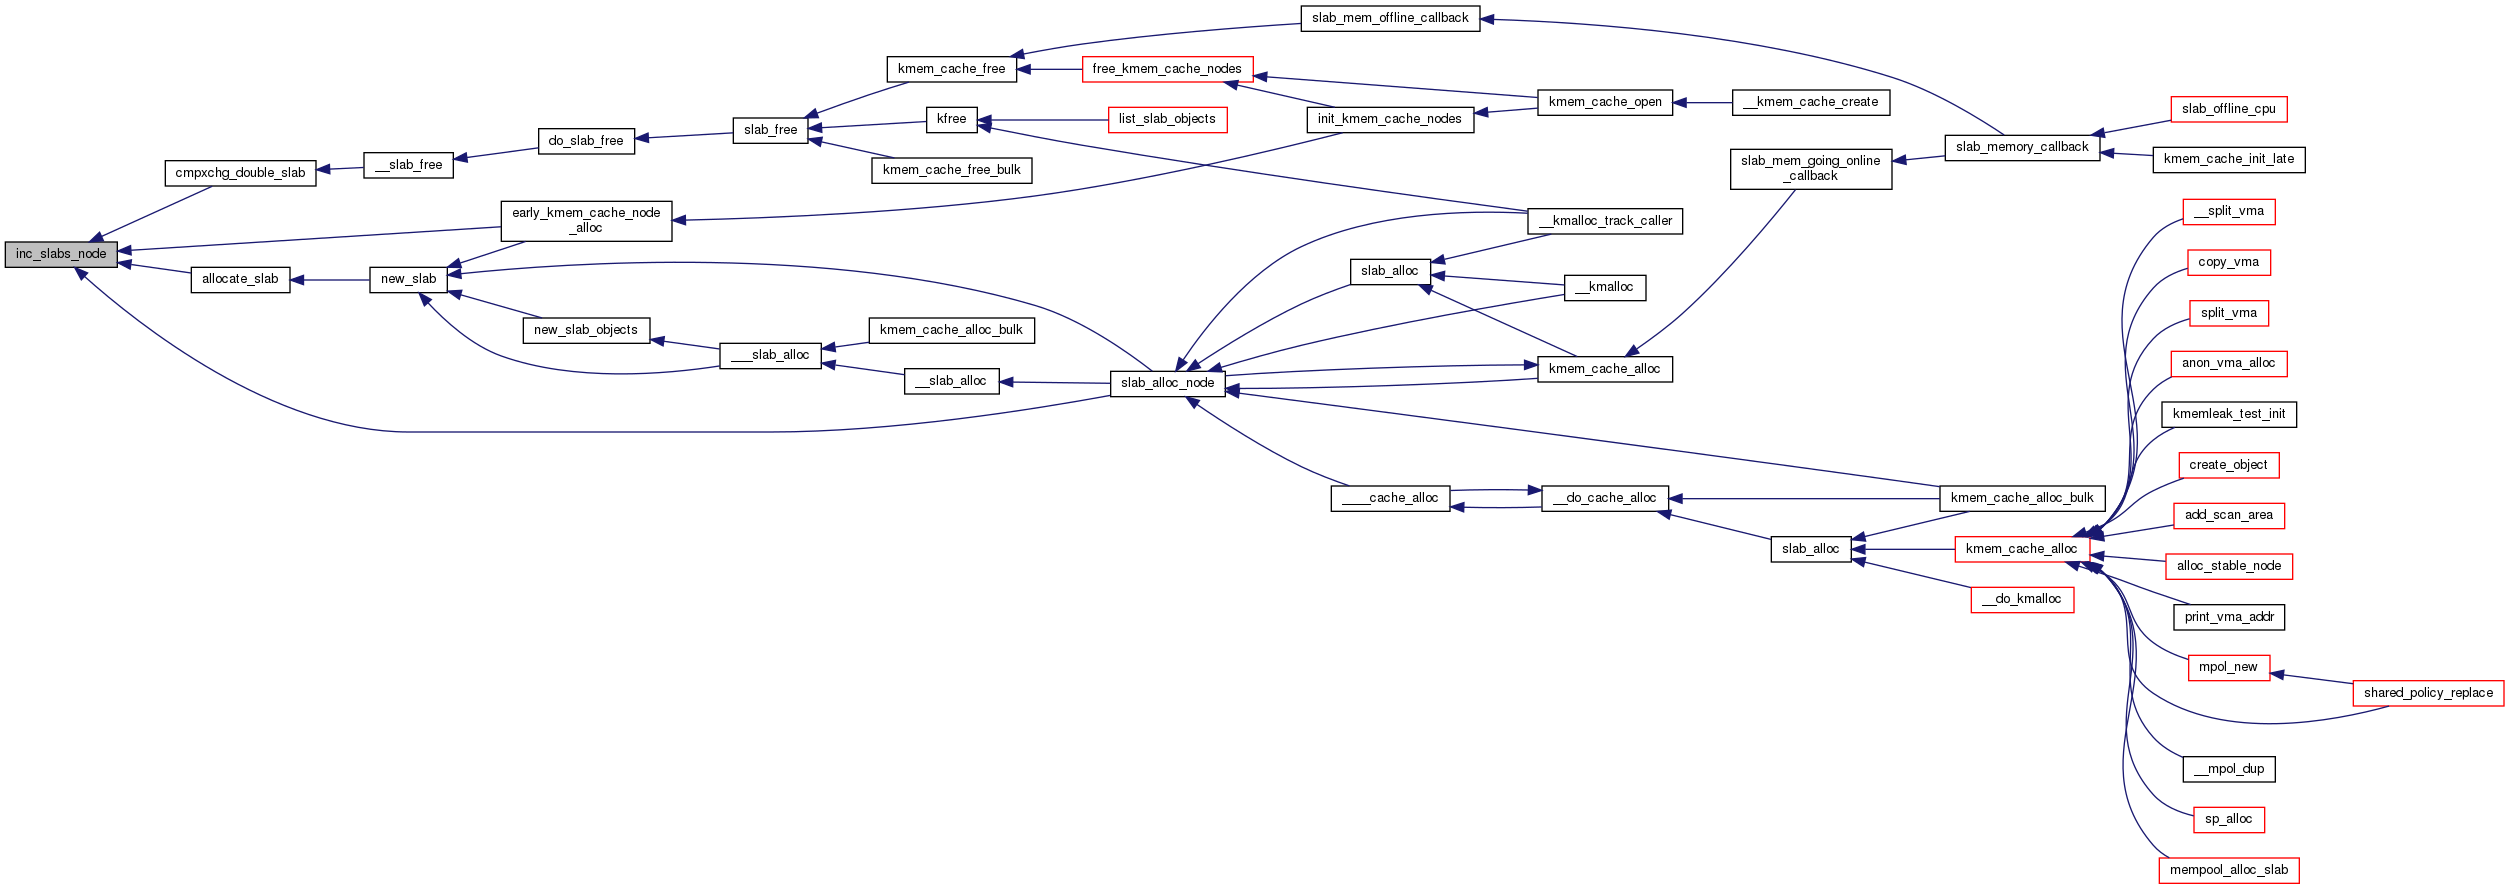 slab_mem_offline_callback
kmem_cache_free
free_kmem_cache_nodes
kmem_cache_open
__kmem_cache_create
slab_offline_cpu
kfree
list_slab_objects
init_kmem_cache_nodes
slab_free
do_slab_free
slab_memory_callback
kmem_cache_init_late
cmpxchg_double_slab
__slab_free
kmem_cache_free_bulk
slab_mem_going_online
_callback
early_kmem_cache_node
_alloc
__kmalloc_track_caller
__split_vma
inc_slabs_node
allocate_slab
new_slab
slab_alloc
__kmalloc
copy_vma
split_vma
new_slab_objects
kmem_cache_alloc_bulk
___slab_alloc
__slab_alloc
slab_alloc_node
kmem_cache_alloc
anon_vma_alloc
kmemleak_test_init
create_object
____cache_alloc
__do_cache_alloc
kmem_cache_alloc_bulk
add_scan_area
slab_alloc
kmem_cache_alloc
alloc_stable_node
__do_kmalloc
print_vma_addr
mpol_new
shared_policy_replace
__mpol_dup
sp_alloc
mempool_alloc_slab